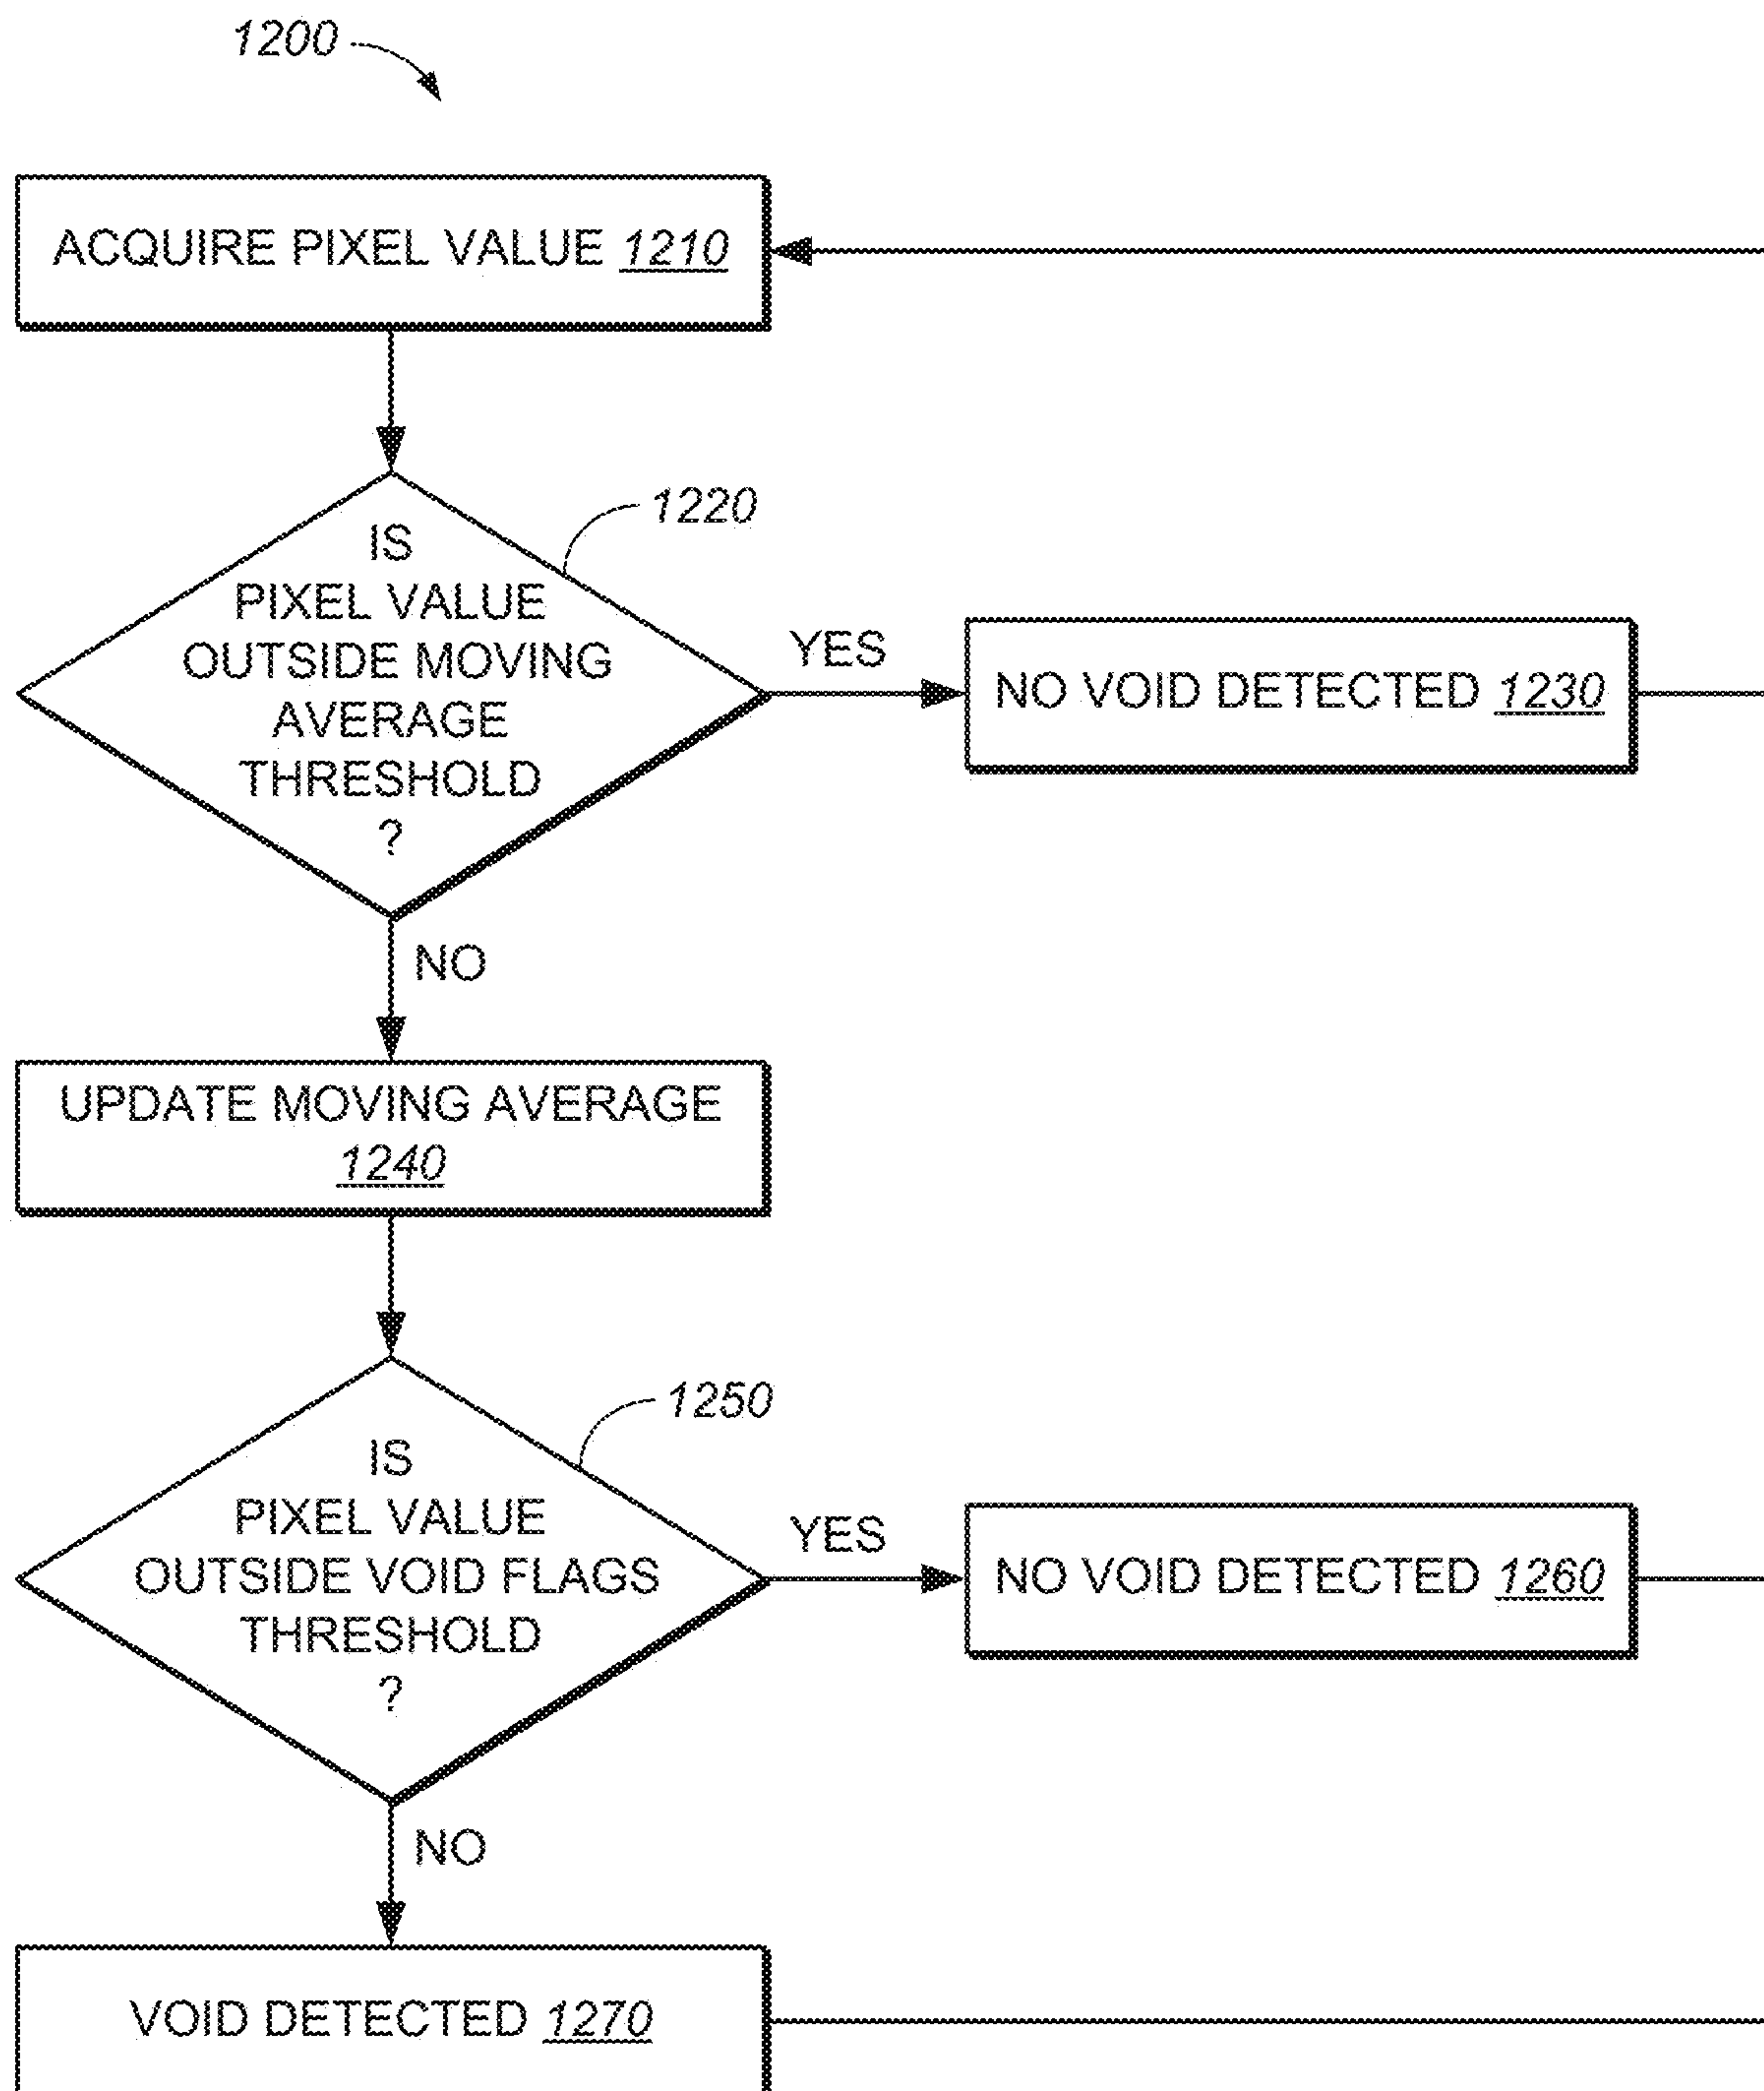 1200
ACQUIRE PIXEL VALUE 1210
1220
IS
PIXEL VALUE
OUTSIDE MOVING
AVERAGE
THRESHOLD
?
YES
NO VOID DETECTED 1230
NO
UPDATE MOVING AVERAGE
1240
1250
IS
PIXEL VALUE
OUTSIDE VOID FLAGS
THRESHOLD
?
YES
NO VOID DETECTED 1260
NO
VOID DETECTED 1270